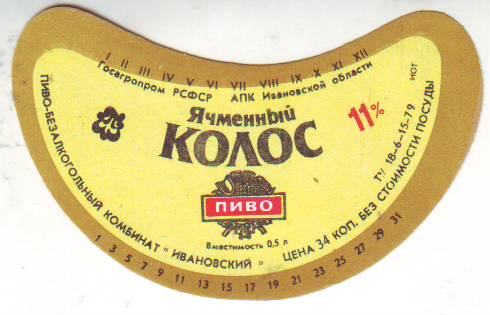 I II III IV V VI VII VIII IX X XI XII
Госагропром РСФСР АПК Ивановской области
Ячменный
КОЛОС
11%
ПИВО
Вместимость 0,5 л
ПИВО-БЕЗАЛКОГОЛЬНЫЙ КОМБИНАТ "ИВАНОВСКИЙ"
ЦЕНА 34 КОП. БЕЗ СТОИМОСТИ ПОСУДЫ
ТУ 18-6-15-79
ИОТ
1 3 5 7 9 11 13 15 17 19 21 23 25 27 29 31